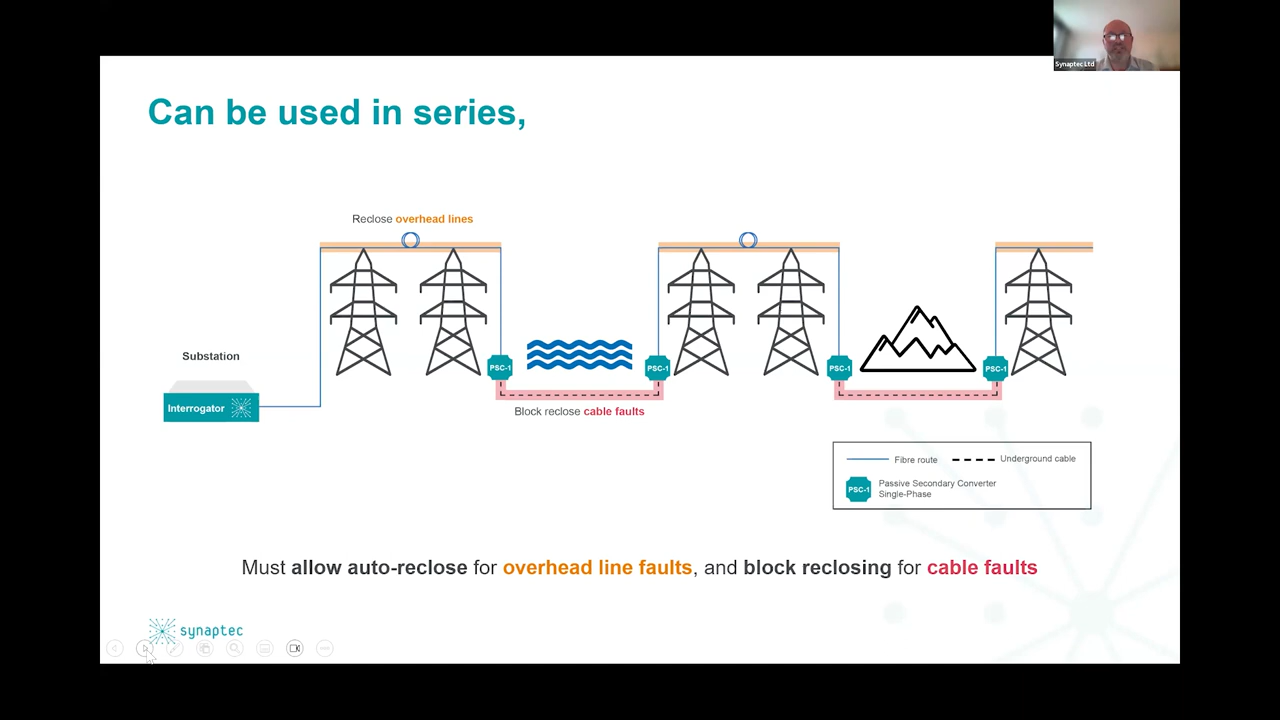 Synaptec Ltd
Can be used in series,
Reclose overhead lines
Substation
Interrogator
PSC-1
PSC-1
PSC-1
PSC-1
Block reclose cable faults
Fibre route
Underground cable
PSC-1
Passive Secondary Converter
Single-Phase
Must allow auto-reclose for overhead line faults, and block reclosing for cable faults
synaptec